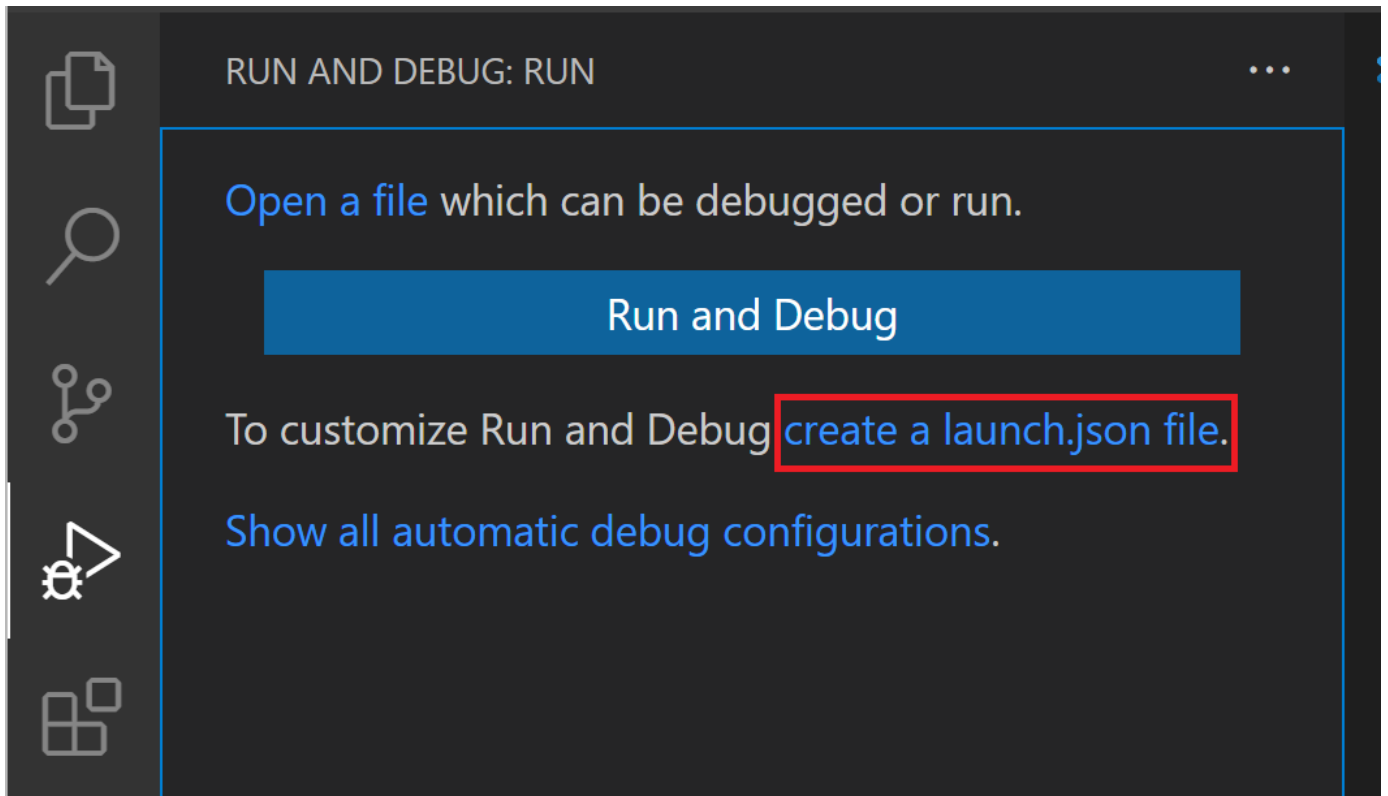 RUN AND DEBUG: RUN
Open a file which can be debugged or run.
Run and Debug
To customize Run and Debug create a launch.json file.
Show all automatic debug configurations.